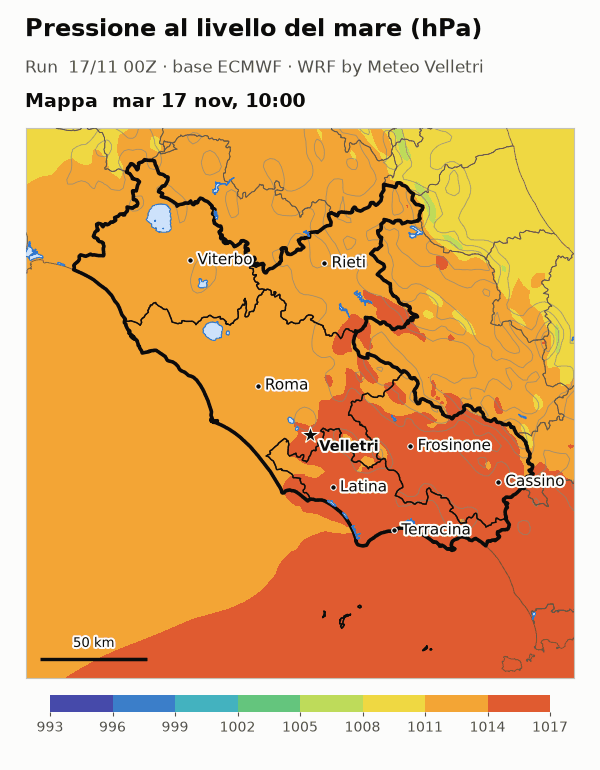 Pressione al livello del mare (hPa)
Run  17/11 00Z · base ECMWF · WRF by Meteo Velletri
Mappa  mar 17 nov, 10:00
Viterbo
Rieti
Roma
Velletri
Frosinone
Latina
Cassino
Terracina
50 km
993 996 999 1002 1005 1008 1011 1014 1017